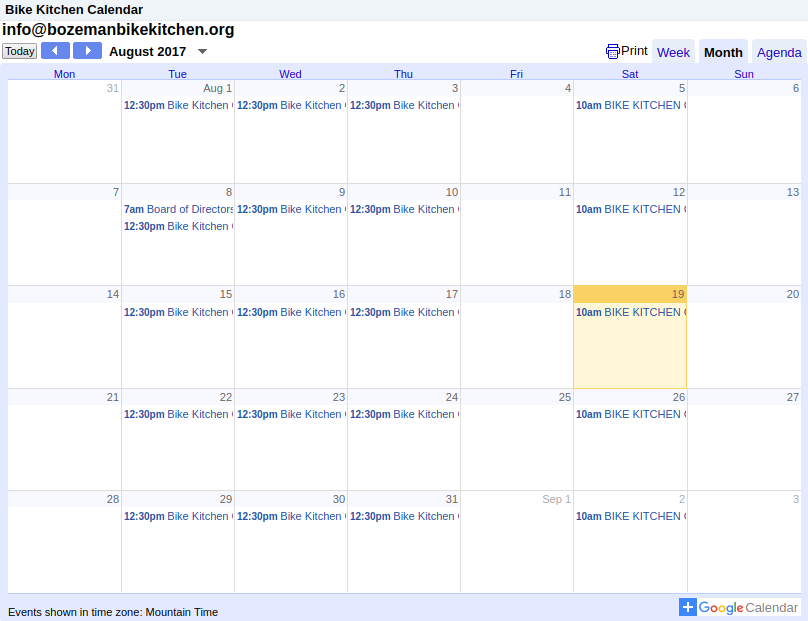 Bike Kitchen Calendar
info@bozemanbikekitchen.org
Today August 2017 Print Week Month Agenda
Mon Tue Wed Thu Fri Sat Sun
31 Aug 1 2 3 4 5 6
12:30pm Bike Kitchen 12:30pm Bike Kitchen 12:30pm Bike Kitchen 10am BIKE KITCHEN
7 8 9 10 11 12 13
7am Board of Directors 12:30pm Bike Kitchen 12:30pm Bike Kitchen 10am BIKE KITCHEN
12:30pm Bike Kitchen
14 15 16 17 18 19 20
12:30pm Bike Kitchen 12:30pm Bike Kitchen 12:30pm Bike Kitchen 10am BIKE KITCHEN
21 22 23 24 25 26 27
12:30pm Bike Kitchen 12:30pm Bike Kitchen 12:30pm Bike Kitchen 10am BIKE KITCHEN
28 29 30 31 Sep 1 2 3
12:30pm Bike Kitchen 12:30pm Bike Kitchen 12:30pm Bike Kitchen 10am BIKE KITCHEN
Events shown in time zone: Mountain Time
+ Google Calendar